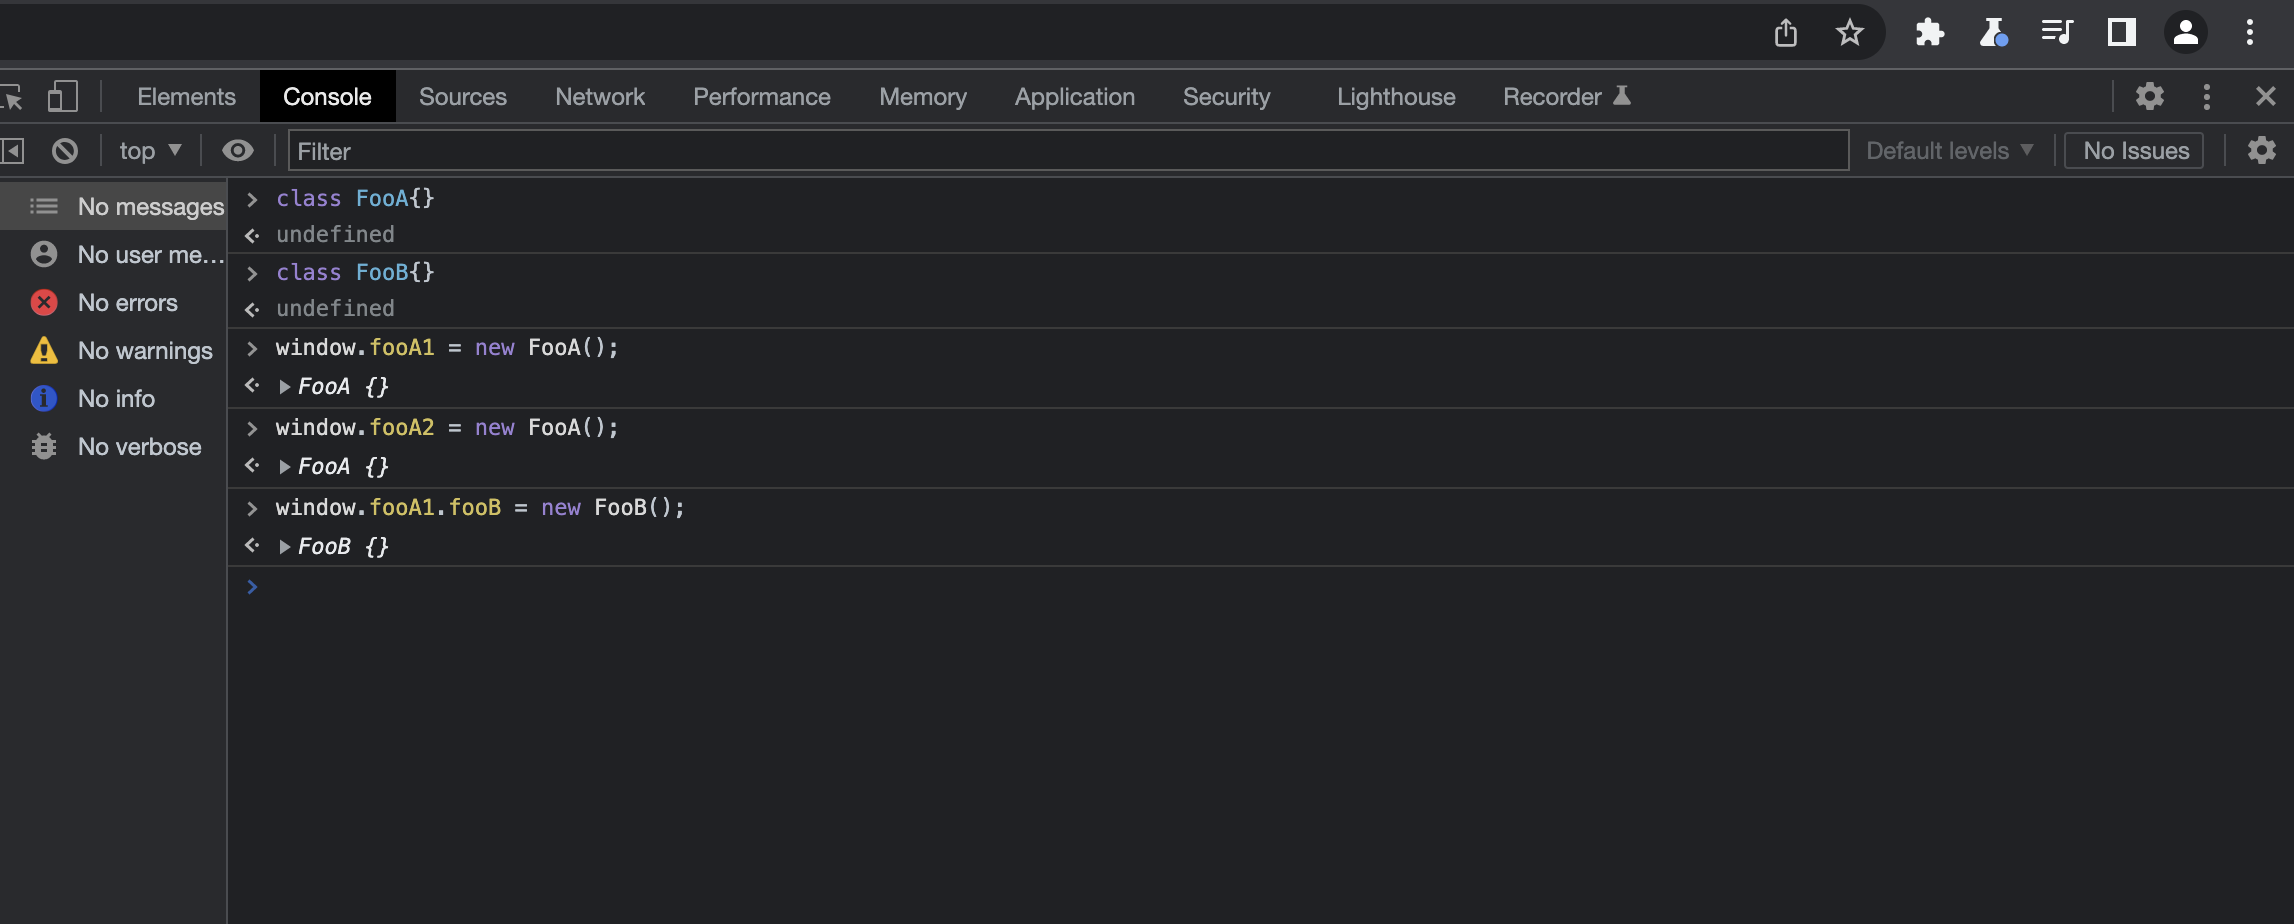 Elements Console Sources Network Performance Memory Application Security Lighthouse Recorder
top Filter Default levels No Issues
No messages
No user me...
No errors
No warnings
No info
No verbose
> class FooA{}
undefined
> class FooB{}
undefined
> window.fooA1 = new FooA();
FooA {}
> window.fooA2 = new FooA();
FooA {}
> window.fooA1.fooB = new FooB();
FooB {}
>